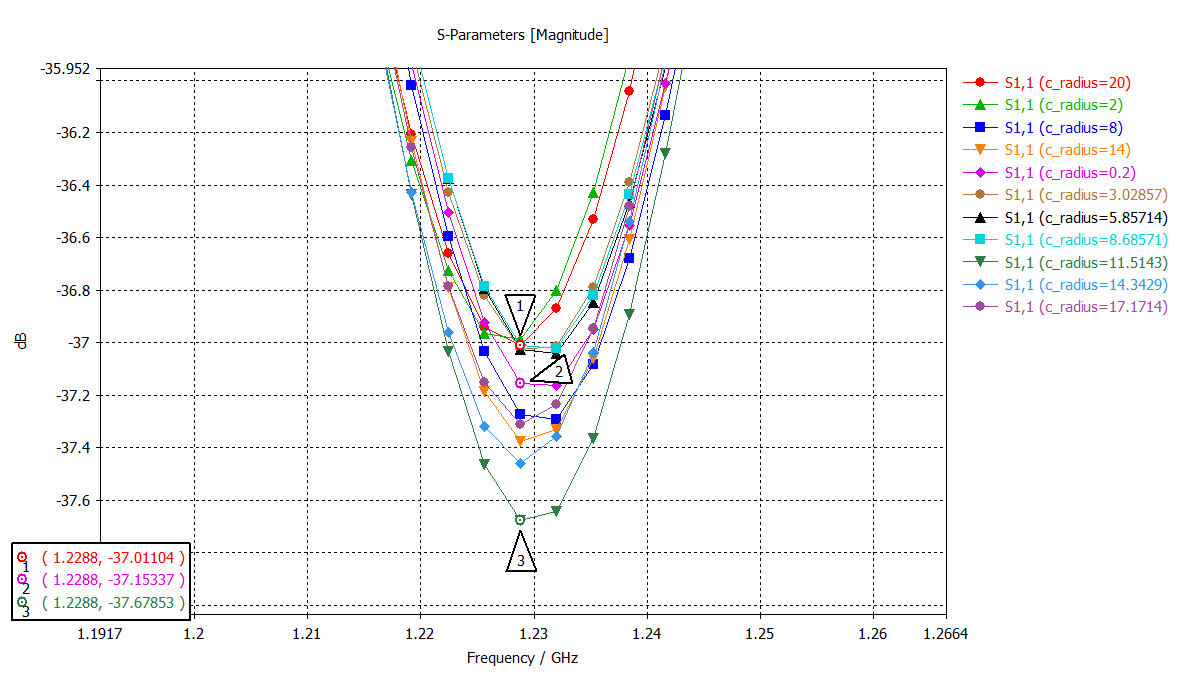 S-Parameters [Magnitude]
-35.952
-36.2
-36.4
-36.6
-36.8
-37
-37.2
-37.4
-37.6
dB
1
2
3
S1,1 (c_radius=20)
S1,1 (c_radius=2)
S1,1 (c_radius=8)
S1,1 (c_radius=14)
S1,1 (c_radius=0.2)
S1,1 (c_radius=3.02857)
S1,1 (c_radius=5.85714)
S1,1 (c_radius=8.68571)
S1,1 (c_radius=11.5143)
S1,1 (c_radius=14.3429)
S1,1 (c_radius=17.1714)
1 ( 1.2288, -37.01104 )
2 ( 1.2288, -37.15337 )
3 ( 1.2288, -37.67853 )
1.1917 1.2 1.21 1.22 1.23 1.24 1.25 1.26 1.2664
Frequency / GHz